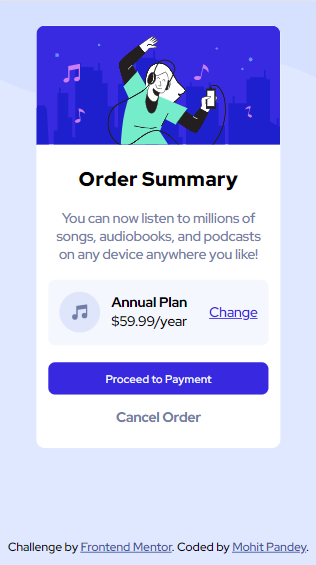 Order Summary
You can now listen to millions of
songs, audiobooks, and podcasts
on any device anywhere you like!
Annual Plan
$59.99/year
Change
Proceed to Payment
Cancel Order
Challenge by Frontend Mentor. Coded by Mohit Pandey.